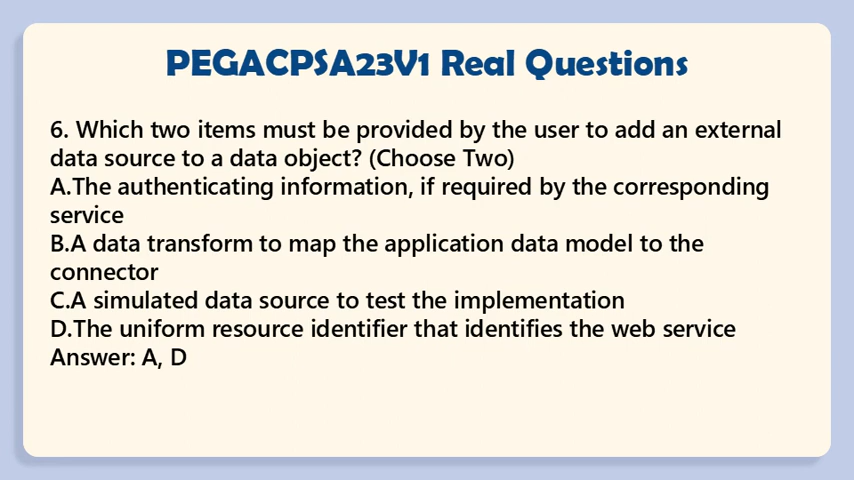 PEGACPSA23V1 Real Questions
6. Which two items must be provided by the user to add an external
data source to a data object? (Choose Two)
A.The authenticating information, if required by the corresponding
service
B.A data transform to map the application data model to the
connector
C.A simulated data source to test the implementation
D.The uniform resource identifier that identifies the web service
Answer: A, D